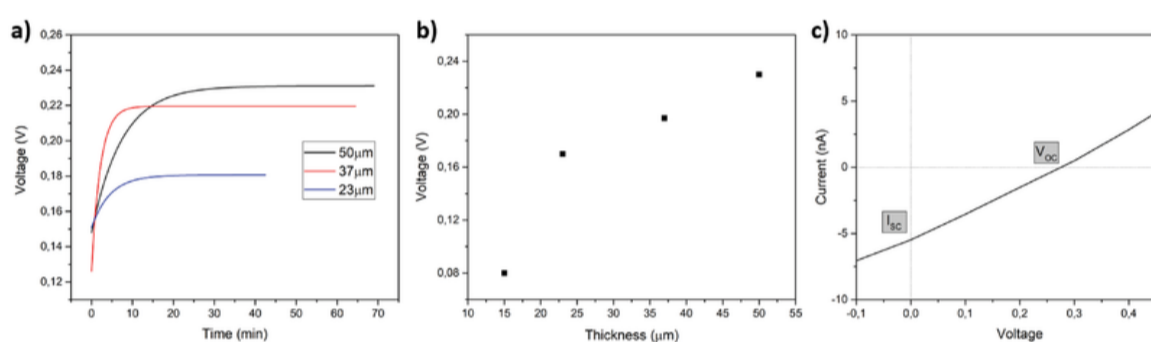 a)
0,26
0,24
0,22
0,20
0,18
0,16
0,14
0,12
Voltage (V)
50μm
37μm
23μm
0 10 20 30 40 50 60 70
Time (min)
b)
0,24
0,20
0,16
0,12
0,08
Voltage (V)
10 15 20 25 30 35 40 45 50 55
Thickness (μm)
c)
10
5
0
-5
-10
Current (nA)
V_OC
I_SC
-0,1 0,0 0,1 0,2 0,3 0,4
Voltage